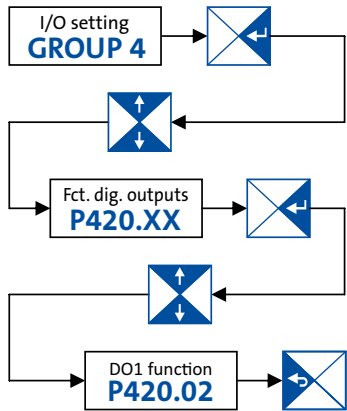 I/O setting
GROUP 4
Fct. dig. outputs
P420.XX
DO1 function
P420.02